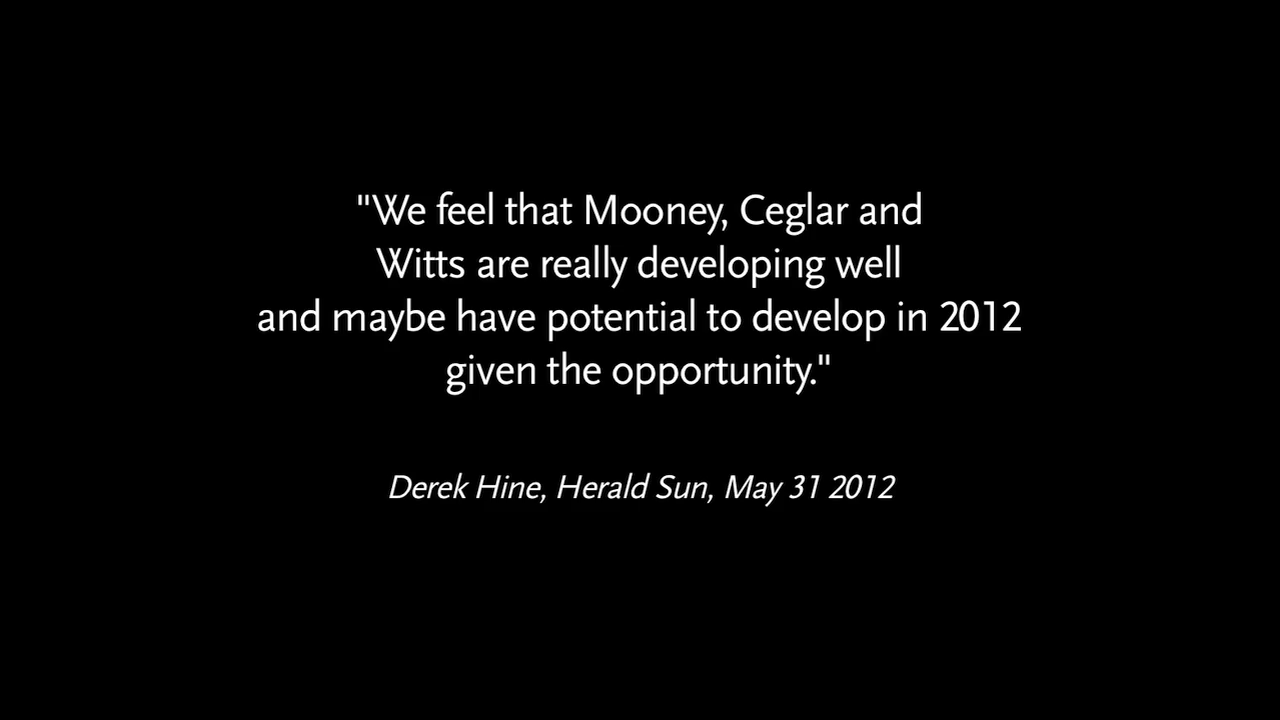 "We feel that Mooney, Ceglar and
Witts are really developing well
and maybe have potential to develop in 2012
given the opportunity."
Derek Hine, Herald Sun, May 31 2012